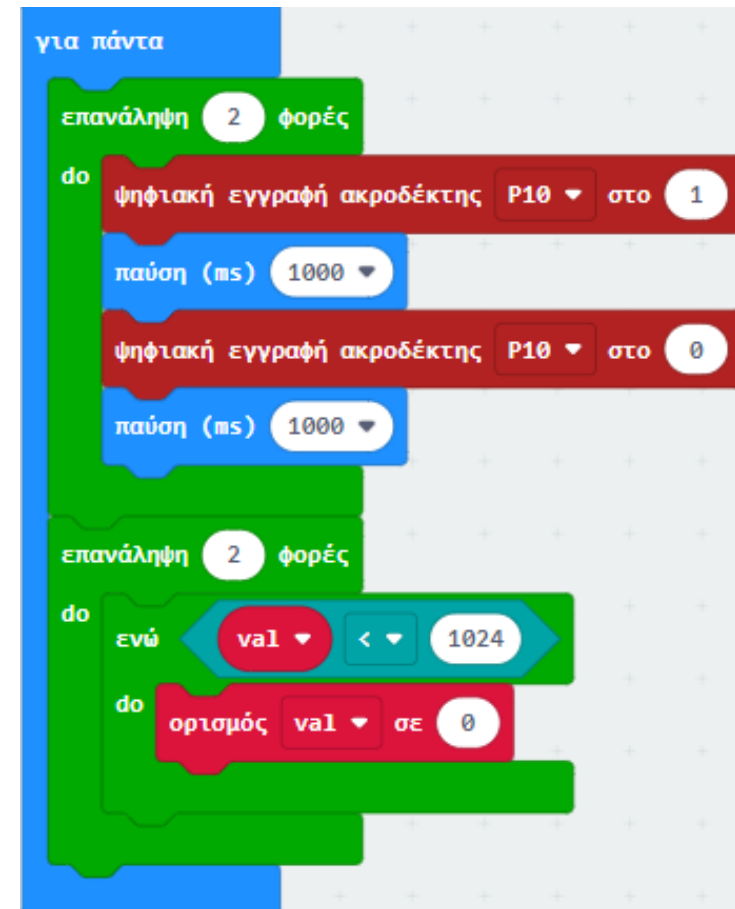 για πάντα
επανάληψη 2 φορές
do
ψηφιακή εγγραφή ακροδέκτης P10 στο 1
παύση (ms) 1000
ψηφιακή εγγραφή ακροδέκτης P10 στο 0
παύση (ms) 1000
επανάληψη 2 φορές
do
ενώ val < 1024
do
ορισμός val σε 0